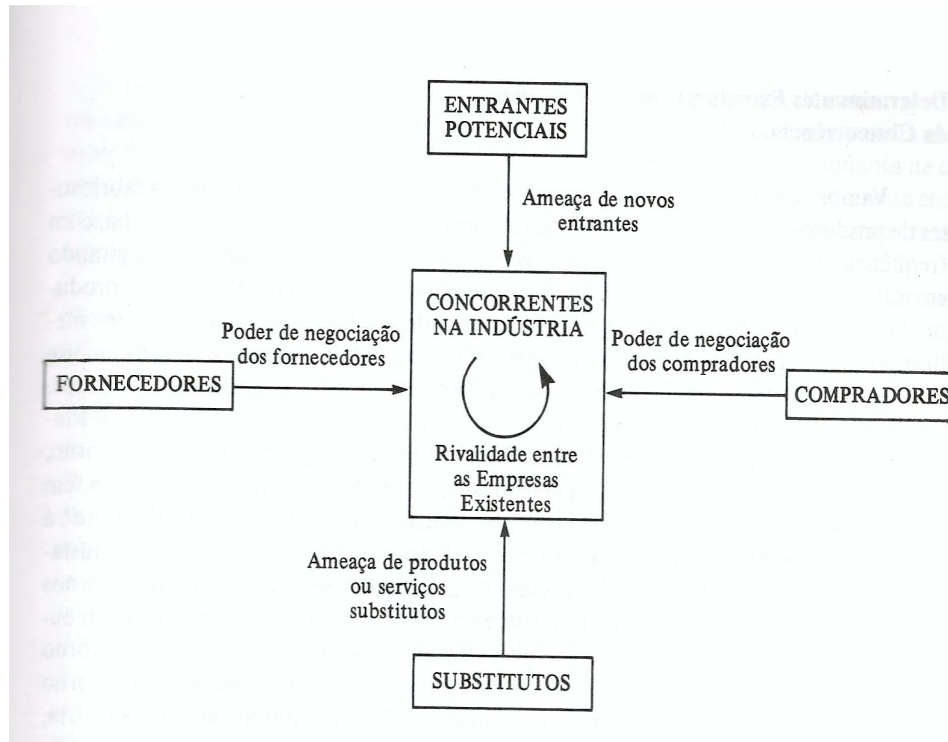 ENTRANTES
POTENCIAIS
Ameaça de novos
entrantes
CONCORRENTES
NA INDÚSTRIA
Poder de negociação
dos fornecedores
Poder de negociação
dos compradores
FORNECEDORES
COMPRADORES
Rivalidade entre
as Empresas
Existentes
Ameaça de produtos
ou serviços
substitutos
SUBSTITUTOS